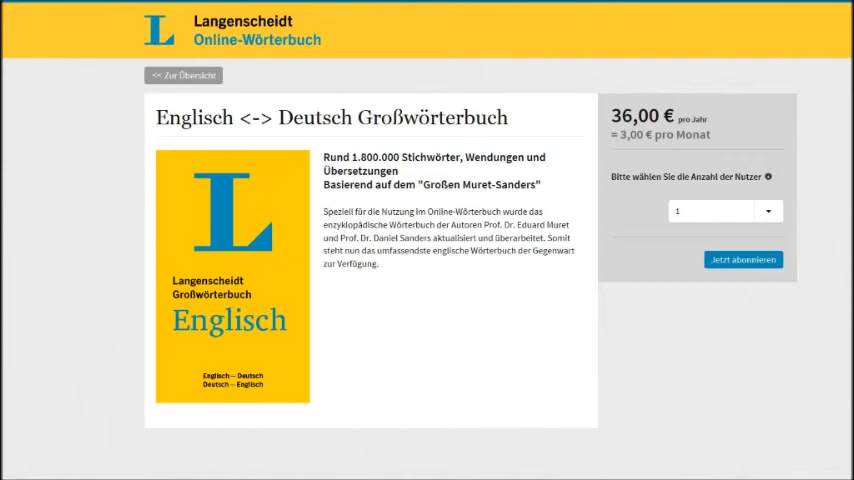 Langenscheidt
Online-Wörterbuch
<< Zur Übersicht
Englisch <-> Deutsch Großwörterbuch
Rund 1.800.000 Stichwörter, Wendungen und
Übersetzungen
Basierend auf dem "Großen Muret-Sanders"
Speziell für die Nutzung im Online-Wörterbuch wurde das
enzyklopädische Wörterbuch der Autoren Prof. Dr. Eduard Muret
und Prof. Dr. Daniel Sanders aktualisiert und überarbeitet. Somit
steht nun das umfassendste englische Wörterbuch der Gegenwart
zur Verfügung.
L
Langenscheidt
Großwörterbuch
Englisch
Englisch – Deutsch
Deutsch – Englisch
36,00 € pro Jahr
= 3,00 € pro Monat
Bitte wählen Sie die Anzahl der Nutzer
1
Jetzt abonnieren